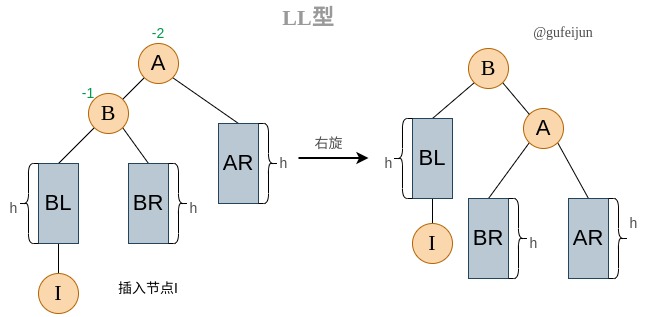 LL型
@gufeijun
-2
A
-1
B
AR
h
h
BL
BR
h
I
插入节点I
右旋
B
A
h
BL
I
BR
h
AR
h